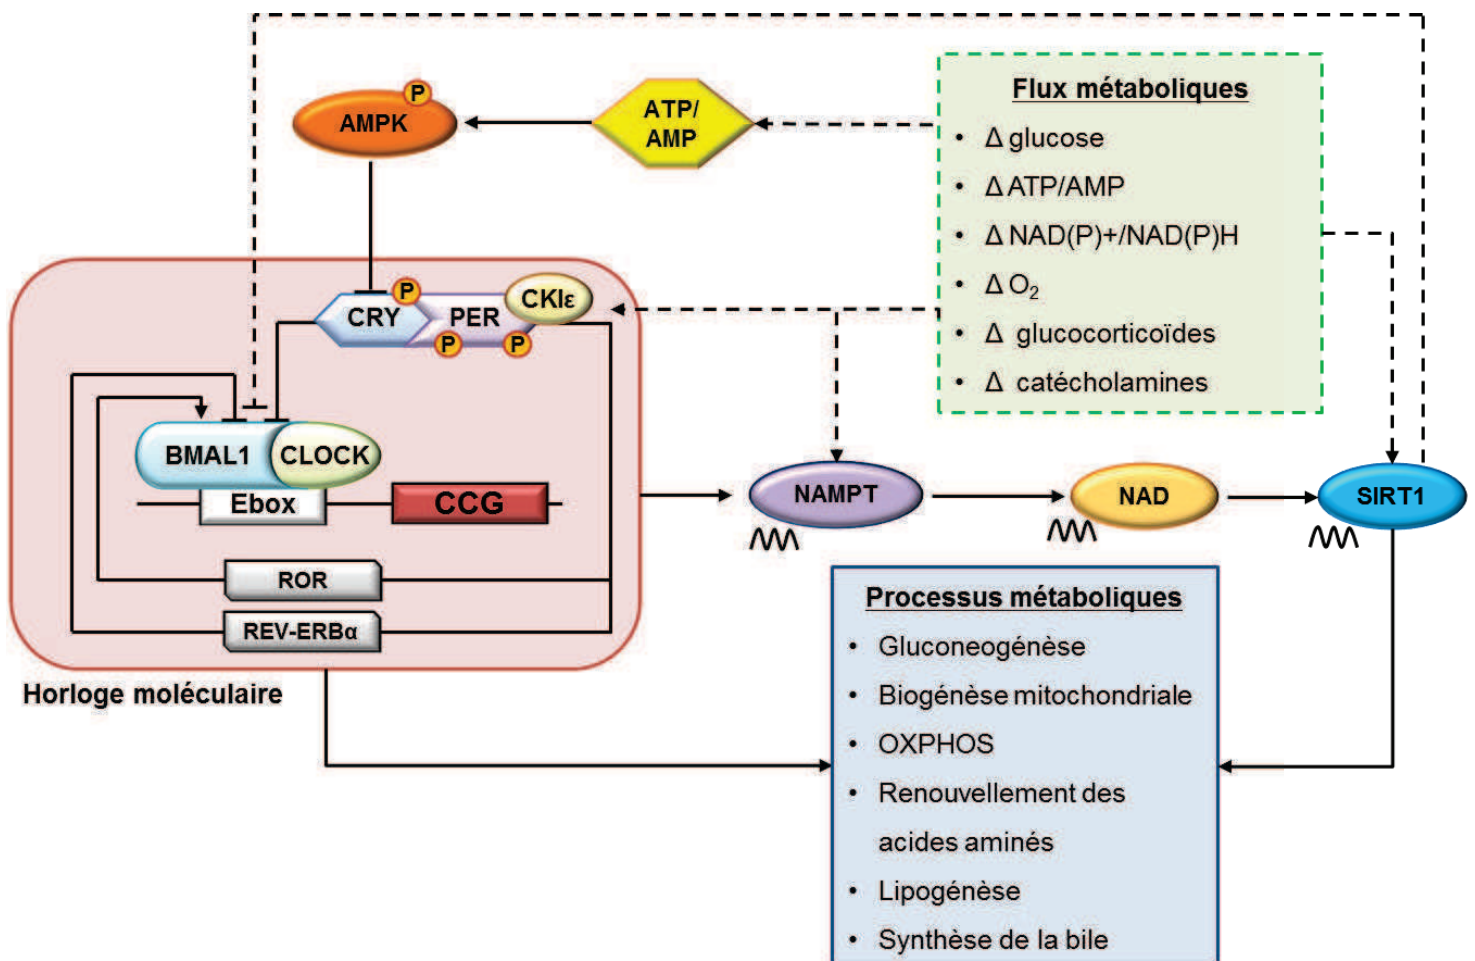 Flux métaboliques
• Δ glucose
• Δ ATP/AMP
• Δ NAD(P)+/NAD(P)H
• Δ O₂
• Δ glucocorticoïdes
• Δ catécholamines
P
AMPK
ATP/
AMP
P
CRY
PER
CKIε
P
P
BMAL1
CLOCK
Ebox
CCG
ROR
REV-ERBα
Horloge moléculaire
NAMPT
NAD
SIRT1
Processus métaboliques
• Gluconeogénèse
• Biogénèse mitochondriale
• OXPHOS
• Renouvellement des
acides aminés
• Lipogénèse
• Synthèse de la bile